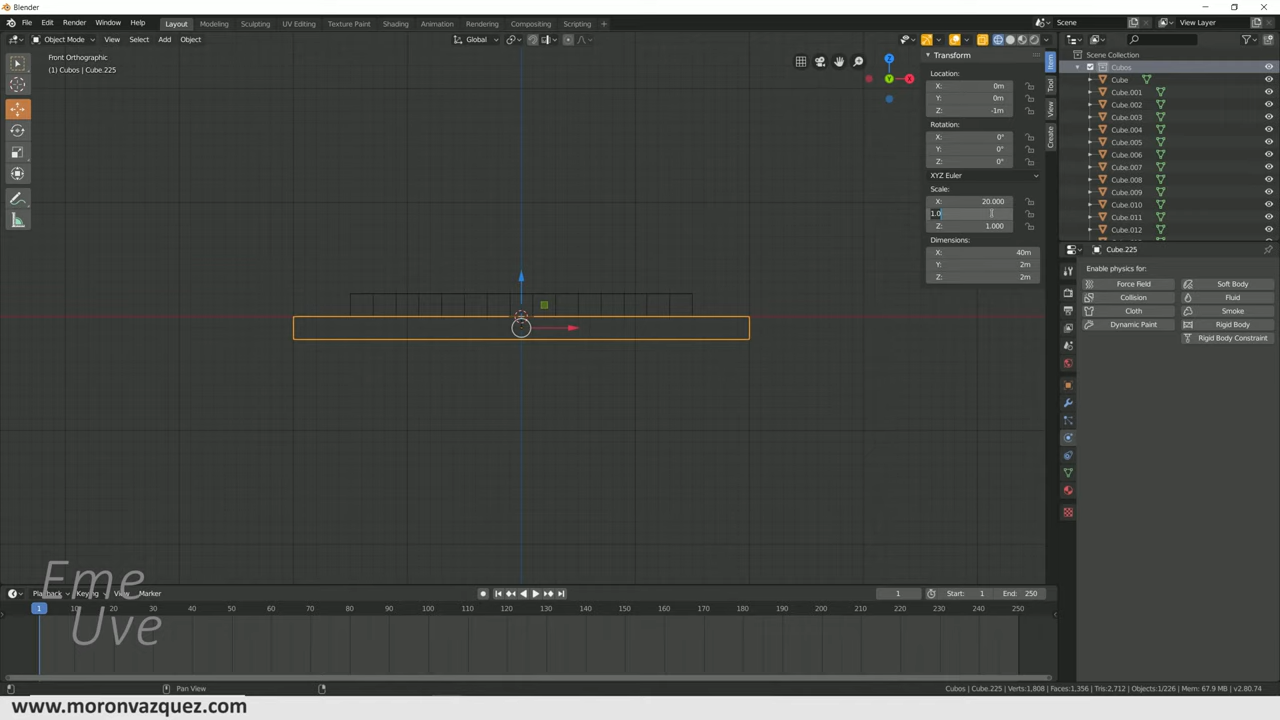 Blender
File Edit Render Window Help Layout Modeling Sculpting UV Editing Texture Paint Shading Animation Rendering Compositing Scripting + Scene View Layer
Object Mode View Select Add Object Global
Front Orthographic
(1) Cubos | Cube.225
Transform
Location:
X: 0m
Y: 0m
Z: -1m
Rotation:
X: 0°
Y: 0°
Z: 0°
XYZ Euler
Scale:
X: 20.000
1.0
Z: 1.000
Dimensions:
X: 40m
Y: 2m
Z: 2m
Item
Tool
View
Create
Scene Collection
Cubos
Cube
Cube.001
Cube.002
Cube.003
Cube.004
Cube.005
Cube.006
Cube.007
Cube.008
Cube.009
Cube.010
Cube.011
Cube.012
Cube.225
Enable physics for:
Force Field Soft Body
Collision Fluid
Cloth Smoke
Dynamic Paint Rigid Body
Rigid Body Constraint
Eme
Uve
Playback Keying View Marker 1 Start: 1 End: 250
1 10 20 30 40 50 60 70 80 90 100 110 120 130 140 150 160 170 180 190 200 210 220 230 240 250
Pan View
Cubos | Cube.225 | Verts:1,808 | Faces:1,356 | Tris:2,712 | Objects:1/226 | Mem: 67.9 MB | v2.80.74
www.moronvazquez.com